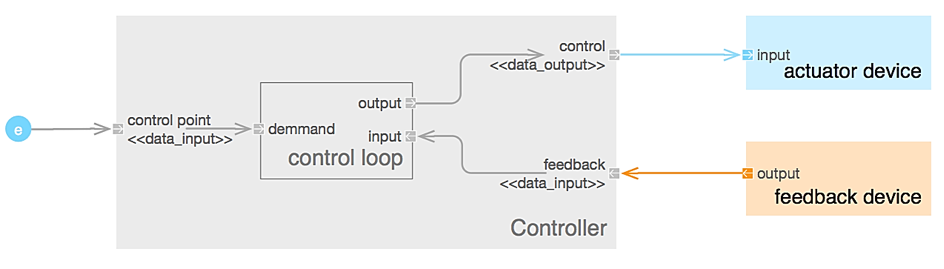 e
control point
<<data_input>>
demmand
output
input
control loop
control
<<data_output>>
feedback
<<data_input>>
Controller
input
actuator device
output
feedback device